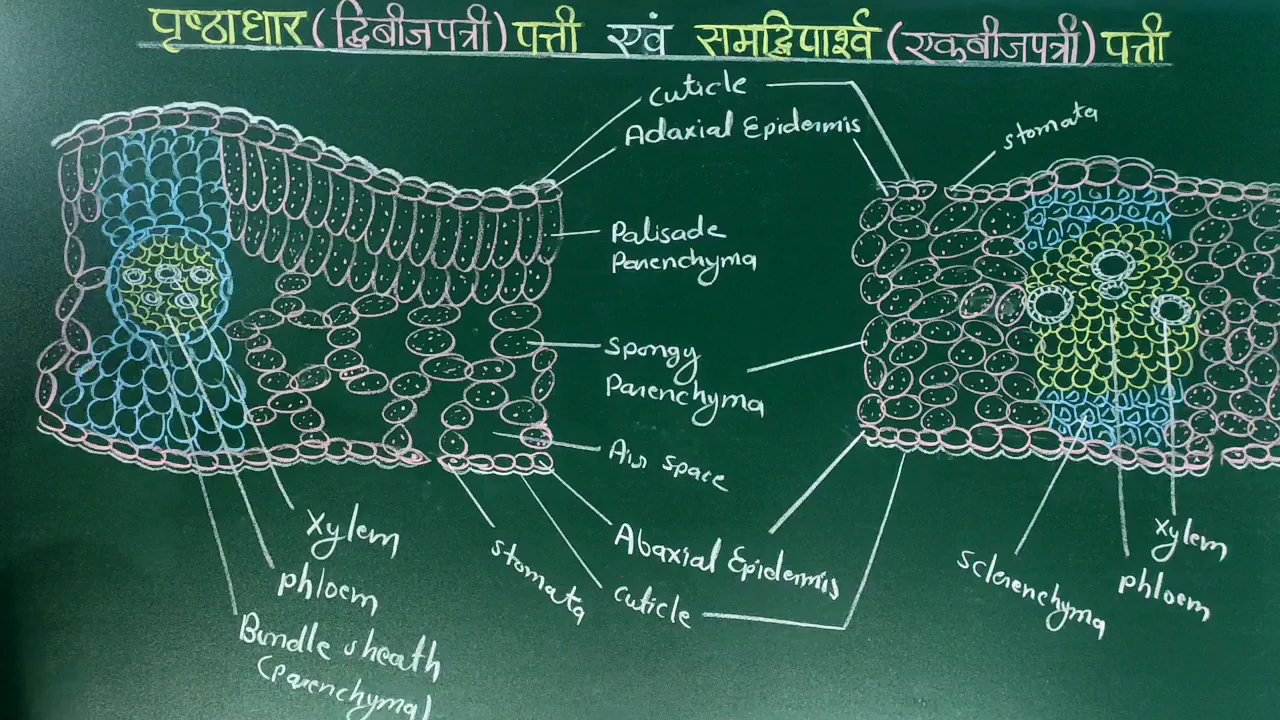 पृष्ठाधार (द्विबीजपत्री) पत्ती एवं समद्विपार्श्व (एकबीजपत्री) पत्ती
cuticle
Adaxial Epidermis
stomata
Palisade
Parenchyma
Spongy
Parenchyma
Air space
Abaxial Epidermis
cuticle
stomata
xylem
phloem
Bundle sheath
(parenchyma)
sclerenchyma
xylem
phloem